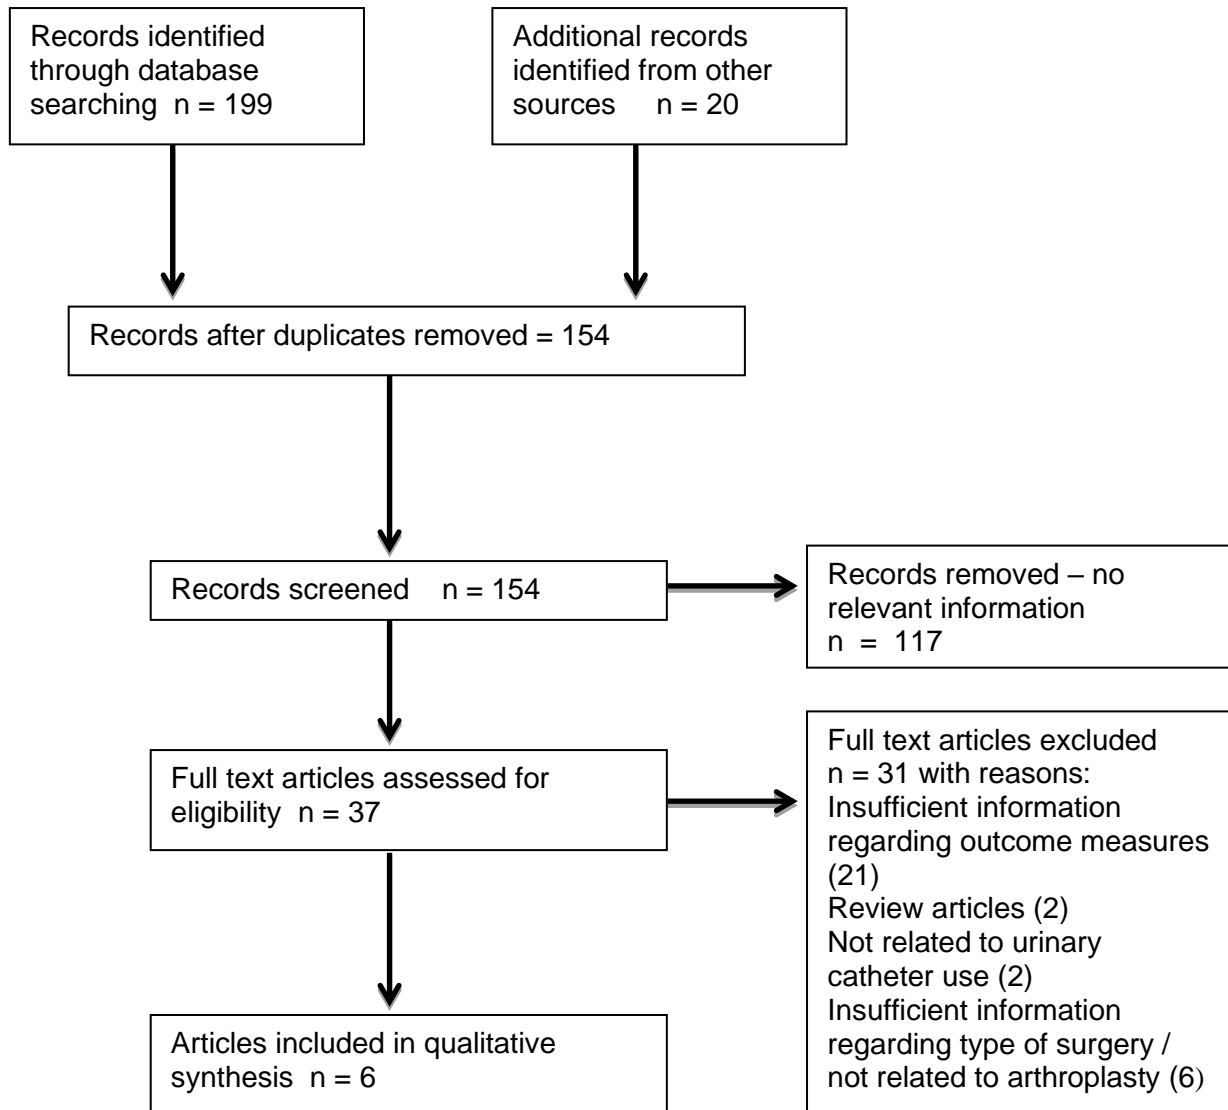 Records identified
through database
searching n = 199
Additional records
identified from other
sources n = 20
Records after duplicates removed = 154
Records screened n = 154
Records removed – no
relevant information
n = 117
Full text articles assessed for
eligibility n = 37
Full text articles excluded
n = 31 with reasons:
Insufficient information
regarding outcome measures
(21)
Review articles (2)
Not related to urinary
catheter use (2)
Insufficient information
regarding type of surgery /
not related to arthroplasty (6)
Articles included in qualitative
synthesis n = 6